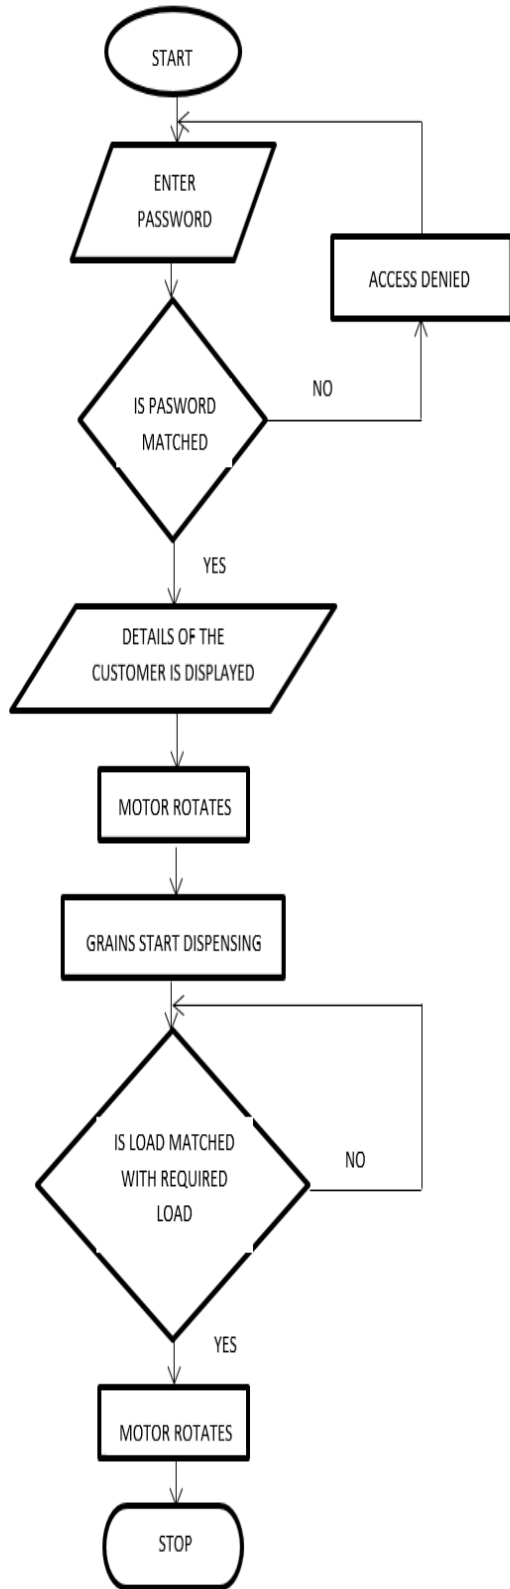 START
ENTER
PASSWORD
ACCESS DENIED
IS PASWORD
MATCHED
NO
YES
DETAILS OF THE
CUSTOMER IS DISPLAYED
MOTOR ROTATES
GRAINS START DISPENSING
IS LOAD MATCHED
WITH REQUIRED
LOAD
NO
YES
MOTOR ROTATES
STOP